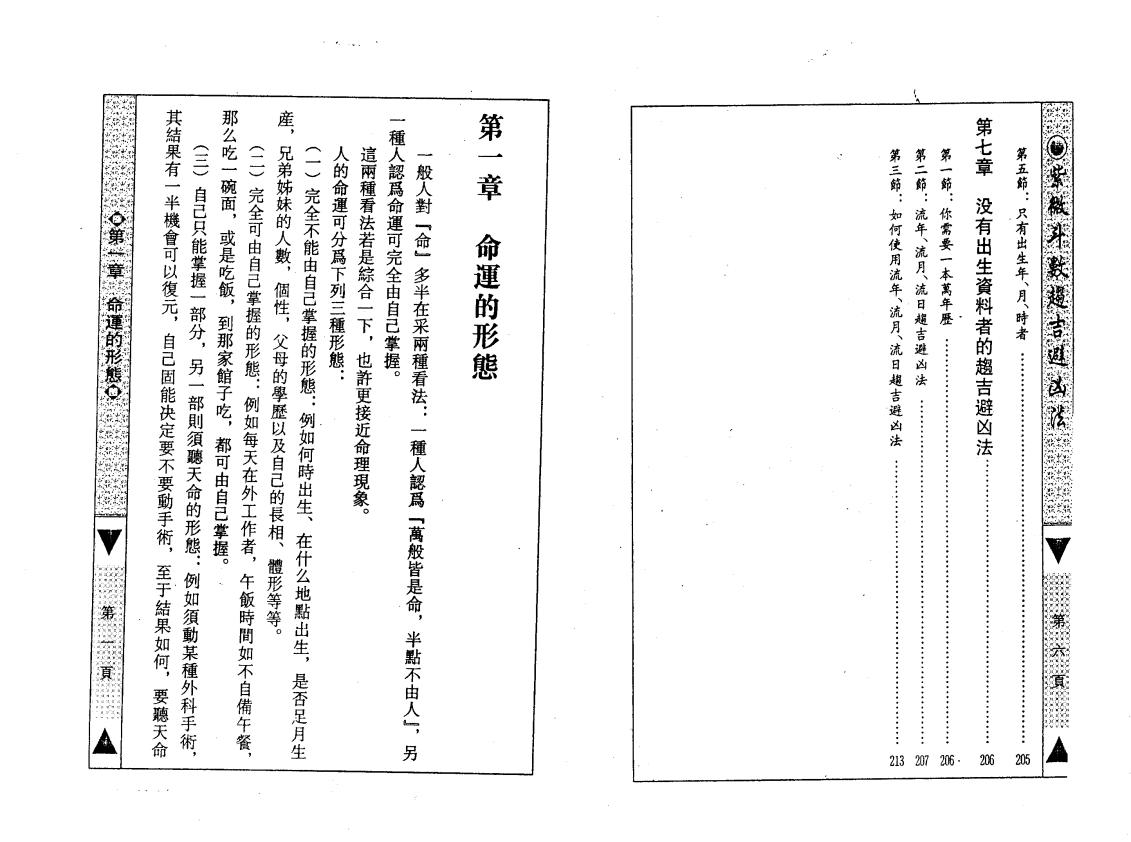 紫微斗數趨吉避凶法
第六頁
第五節：只有出生年、月、時者……205
第七章　没有出生資料者的趨吉避凶法……206
第一節：你需要一本萬年歷……206
第二節：流年、流月、流日趨吉避凶法……207
第三節：如何使用流年、流月、流日趨吉避凶法……213
第一章　命運的形態
一般人對『命』多半在采兩種看法：一種人認爲『萬般皆是命，半點不由人』，另
一種人認爲命運可完全由自己掌握。
這兩種看法若是綜合一下，也許更接近命理現象。
人的命運可分爲下列三種形態：
（一）完全不能由自己掌握的形態：例如何時出生、在什么地點出生，是否足月生
産，兄弟姊妹的人數，個性，父母的學歷以及自己的長相、體形等等。
（二）完全可由自己掌握的形態：例如每天在外工作者，午飯時間如不自備午餐，
那么吃一碗面，或是吃飯，到那家館子吃，都可由自己掌握。
（三）自己只能掌握一部分，另一部則須聽天命的形態：例如須動某種外科手術，
其結果有一半機會可以復元，自己固能决定要不要動手術，至于結果如何，要聽天命
第一章　命運的形態
第一頁